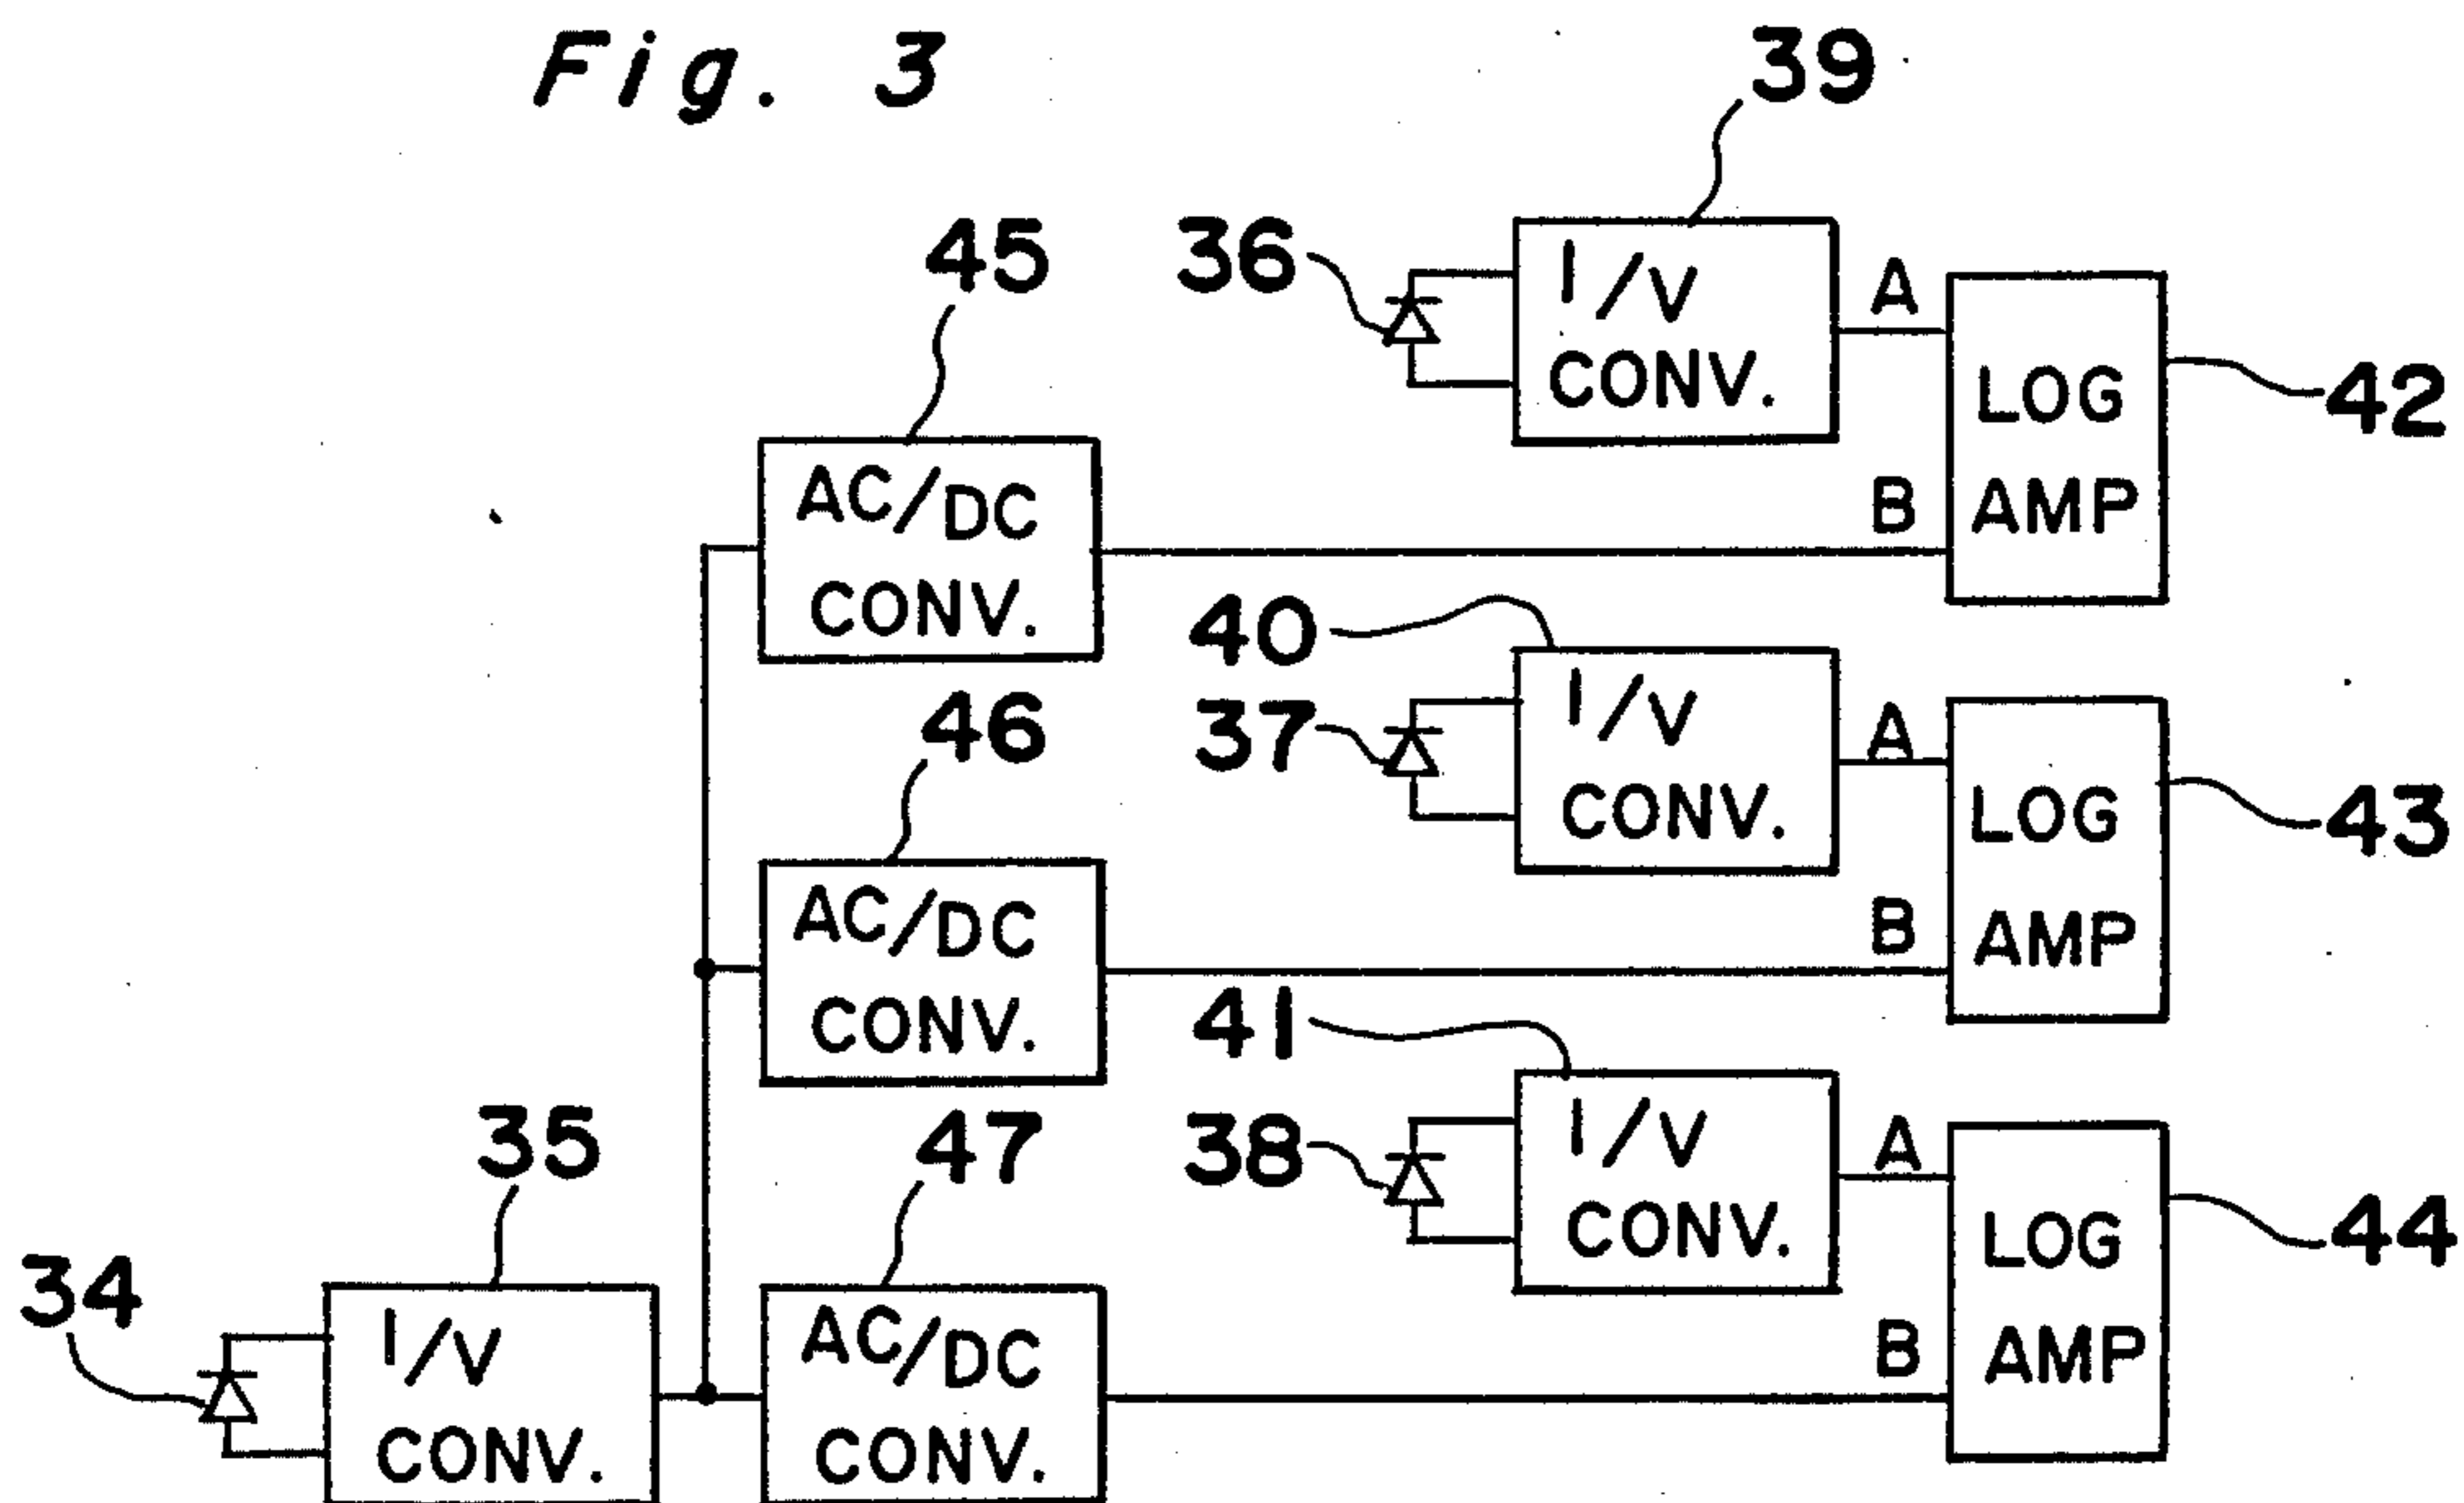 Fig. 3
39
45
36
I/V
CONV.
A
LOG
AMP
42
AC/DC
CONV.
B
40
37
I/V
CONV.
A
LOG
AMP
43
46
AC/DC
CONV.
B
41
38
I/V
CONV.
A
LOG
AMP
44
35
47
34
I/V
CONV.
AC/DC
CONV.
B